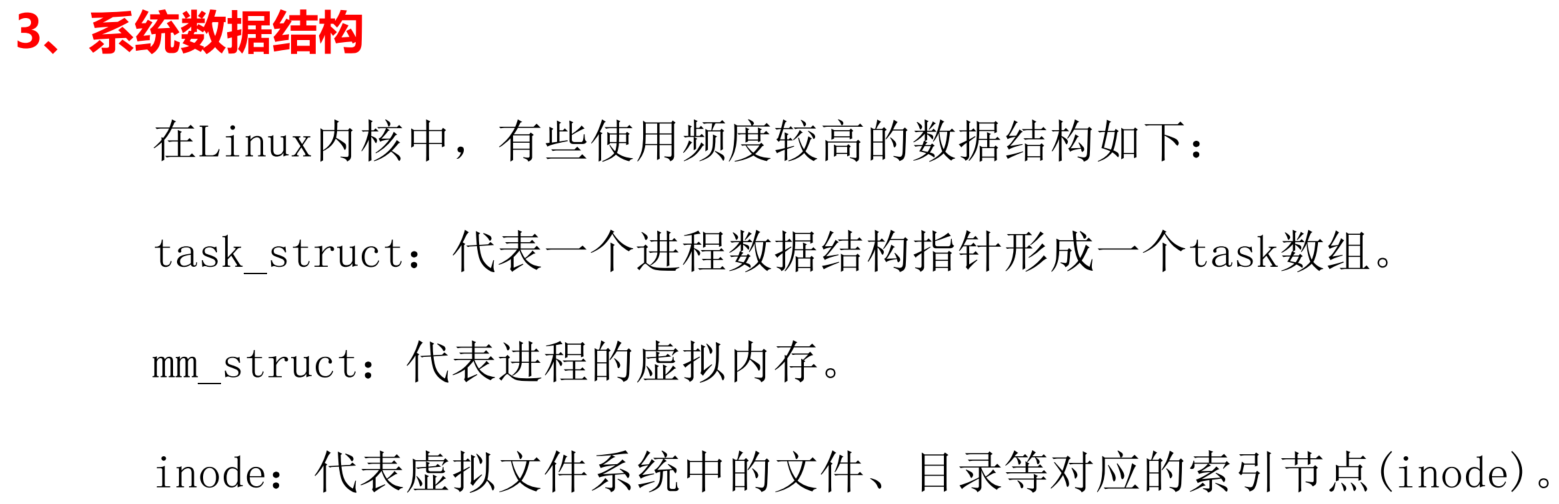 3、系统数据结构
在Linux内核中，有些使用频度较高的数据结构如下：
task_struct：代表一个进程数据结构指针形成一个task数组。
mm_struct：代表进程的虚拟内存。
inode：代表虚拟文件系统中的文件、目录等对应的索引节点(inode)。